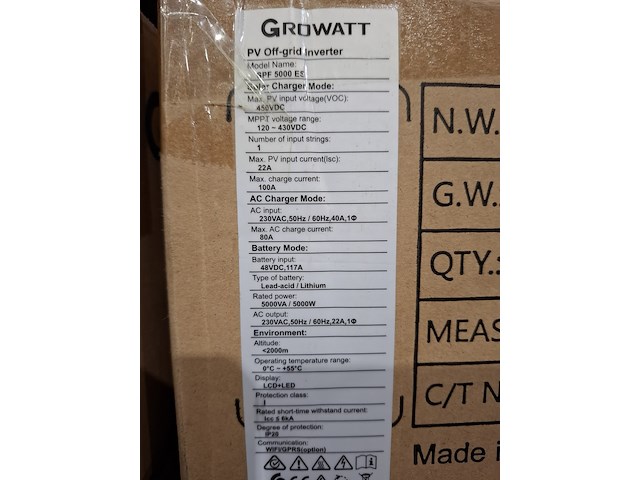 GROWATT
PV Off-grid Inverter
Model Name:
SPF 5000 ES
Solar Charger Mode:
Max. PV input voltage(VOC):
450VDC
MPPT voltage range:
120 ~ 430VDC
Number of input strings:
1
Max. PV input current(Isc):
22A
Max. charge current:
100A
AC Charger Mode:
AC input:
230VAC,50Hz / 60Hz,40A,1Φ
Max. AC charge current:
80A
Battery Mode:
Battery input:
48VDC,117A
Type of battery:
Lead-acid / Lithium
Rated power:
5000VA / 5000W
AC output:
230VAC,50Hz / 60Hz,22A,1Φ
Environment:
Altitude:
<2000m
Operating temperature range:
0°C ~ +55°C
Display:
LCD+LED
Protection class:
I
Rated short-time withstand current:
Icc ≤ 6kA
Degree of protection:
IP20
Communication:
WIFI/GPRS(option)
N.W.
G.W.
QTY.:
MEAS
C/T N
Made i